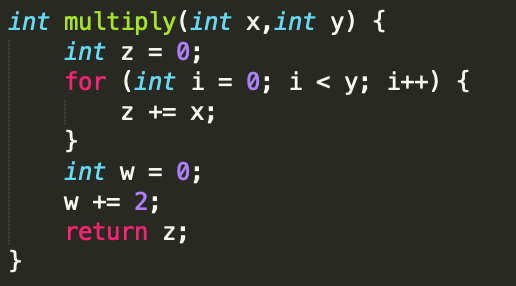 int multiply(int x,int y) {
    int z = 0;
    for (int i = 0; i < y; i++) {
        z += x;
    }
    int w = 0;
    w += 2;
    return z;
}